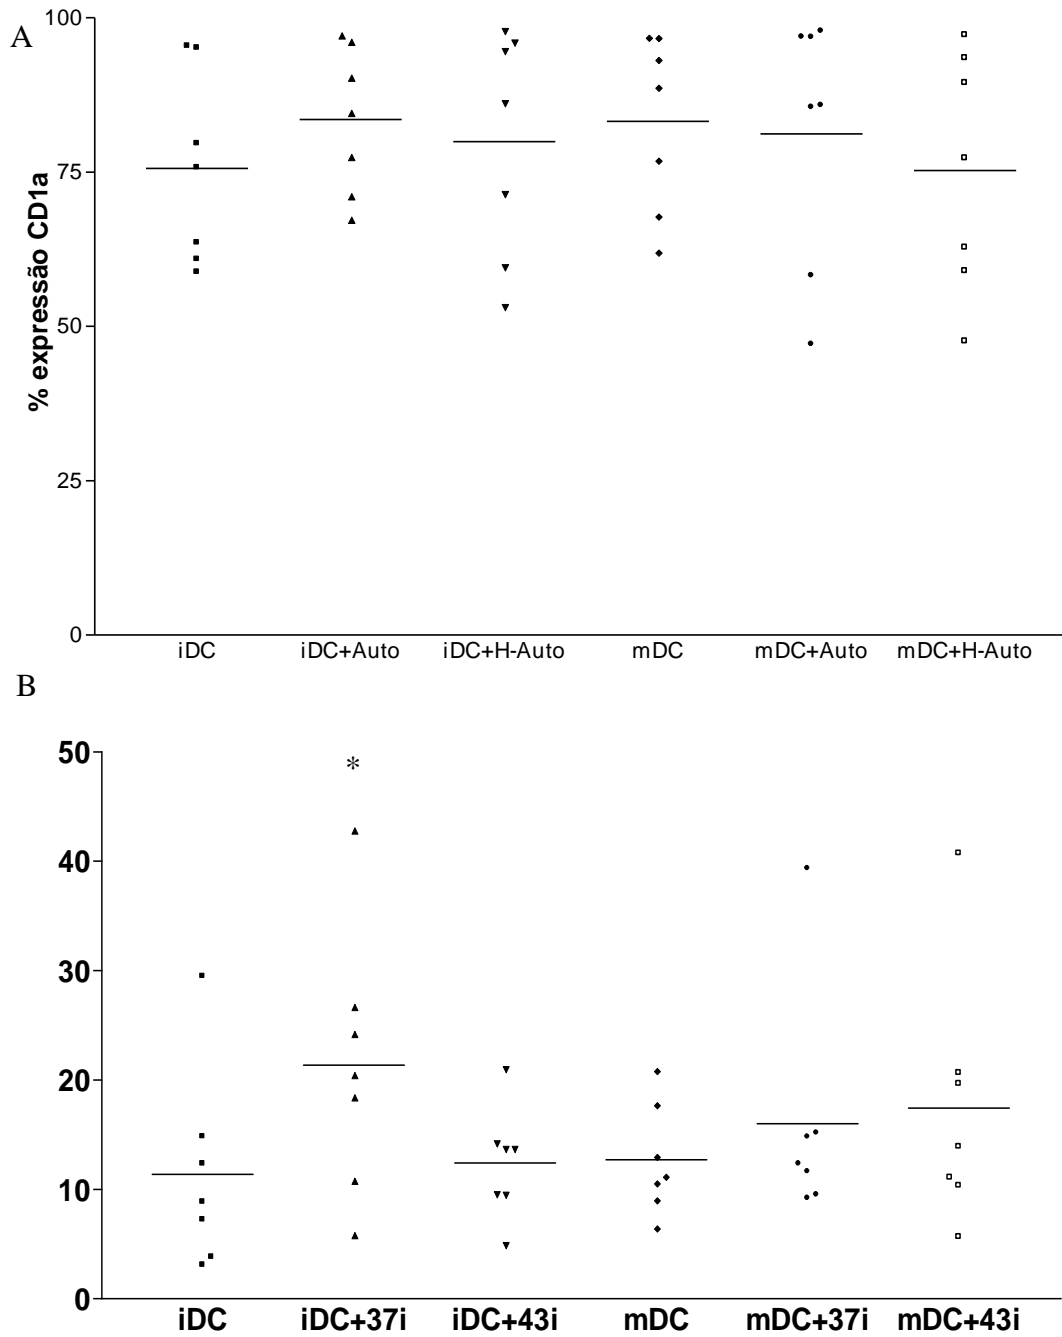 A
100
75
50
25
0
% expressão CD1a
iDC iDC+Auto iDC+H-Auto mDC mDC+Auto mDC+H-Auto
B
50
40
30
20
10
0
*
iDC iDC+37i iDC+43i mDC mDC+37i mDC+43i